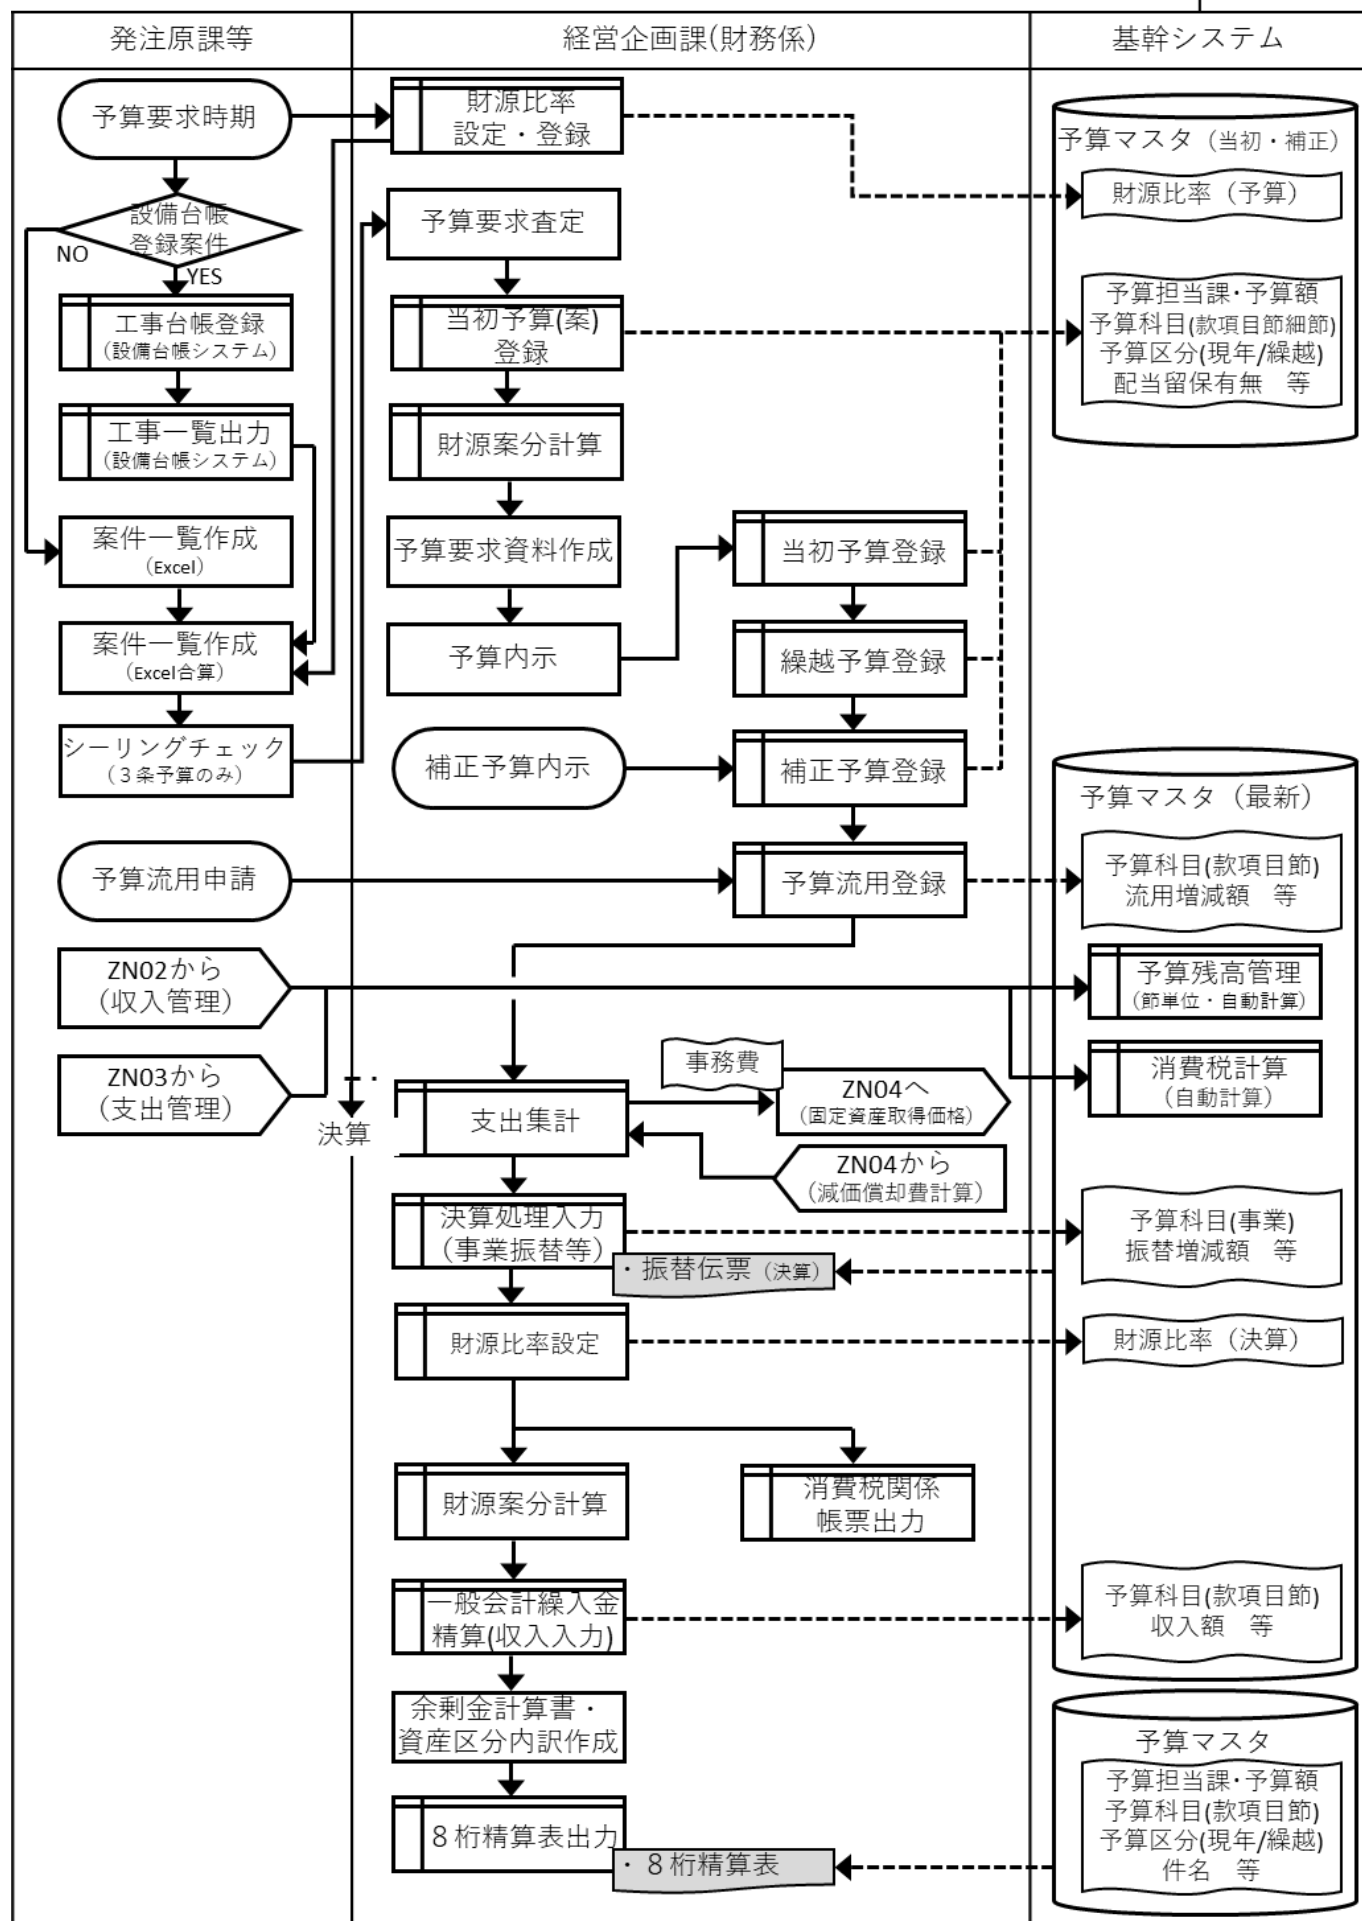 発注原課等
経営企画課(財務係)
基幹システム
予算要求時期
設備台帳
登録案件
NO
YES
工事台帳登録
(設備台帳システム)
工事一覧出力
(設備台帳システム)
案件一覧作成
(Excel)
案件一覧作成
(Excel合算)
シーリングチェック
(3条予算のみ)
予算流用申請
ZN02から
(収入管理)
ZN03から
(支出管理)
決算
財源比率
設定・登録
予算要求査定
当初予算(案)
登録
財源案分計算
予算要求資料作成
予算内示
補正予算内示
当初予算登録
繰越予算登録
補正予算登録
予算流用登録
支出集計
事務費
ZN04へ
(固定資産取得価格)
ZN04から
(減価償却費計算)
決算処理入力
(事業振替等)
・振替伝票(決算)
財源比率設定
財源案分計算
消費税関係
帳票出力
一般会計繰入金
精算(収入入力)
余剰金計算書・
資産区分内訳作成
8桁精算表出力
・8桁精算表
予算マスタ(当初・補正)
財源比率(予算)
予算担当課・予算額
予算科目(款項目節細節)
予算区分(現年/繰越)
配当留保有無 等
予算マスタ(最新)
予算科目(款項目節)
流用増減額 等
予算残高管理
(節単位・自動計算)
消費税計算
(自動計算)
予算科目(事業)
振替増減額 等
財源比率(決算)
予算科目(款項目節)
収入額 等
予算マスタ
予算担当課・予算額
予算科目(款項目節)
予算区分(現年/繰越)
件名 等